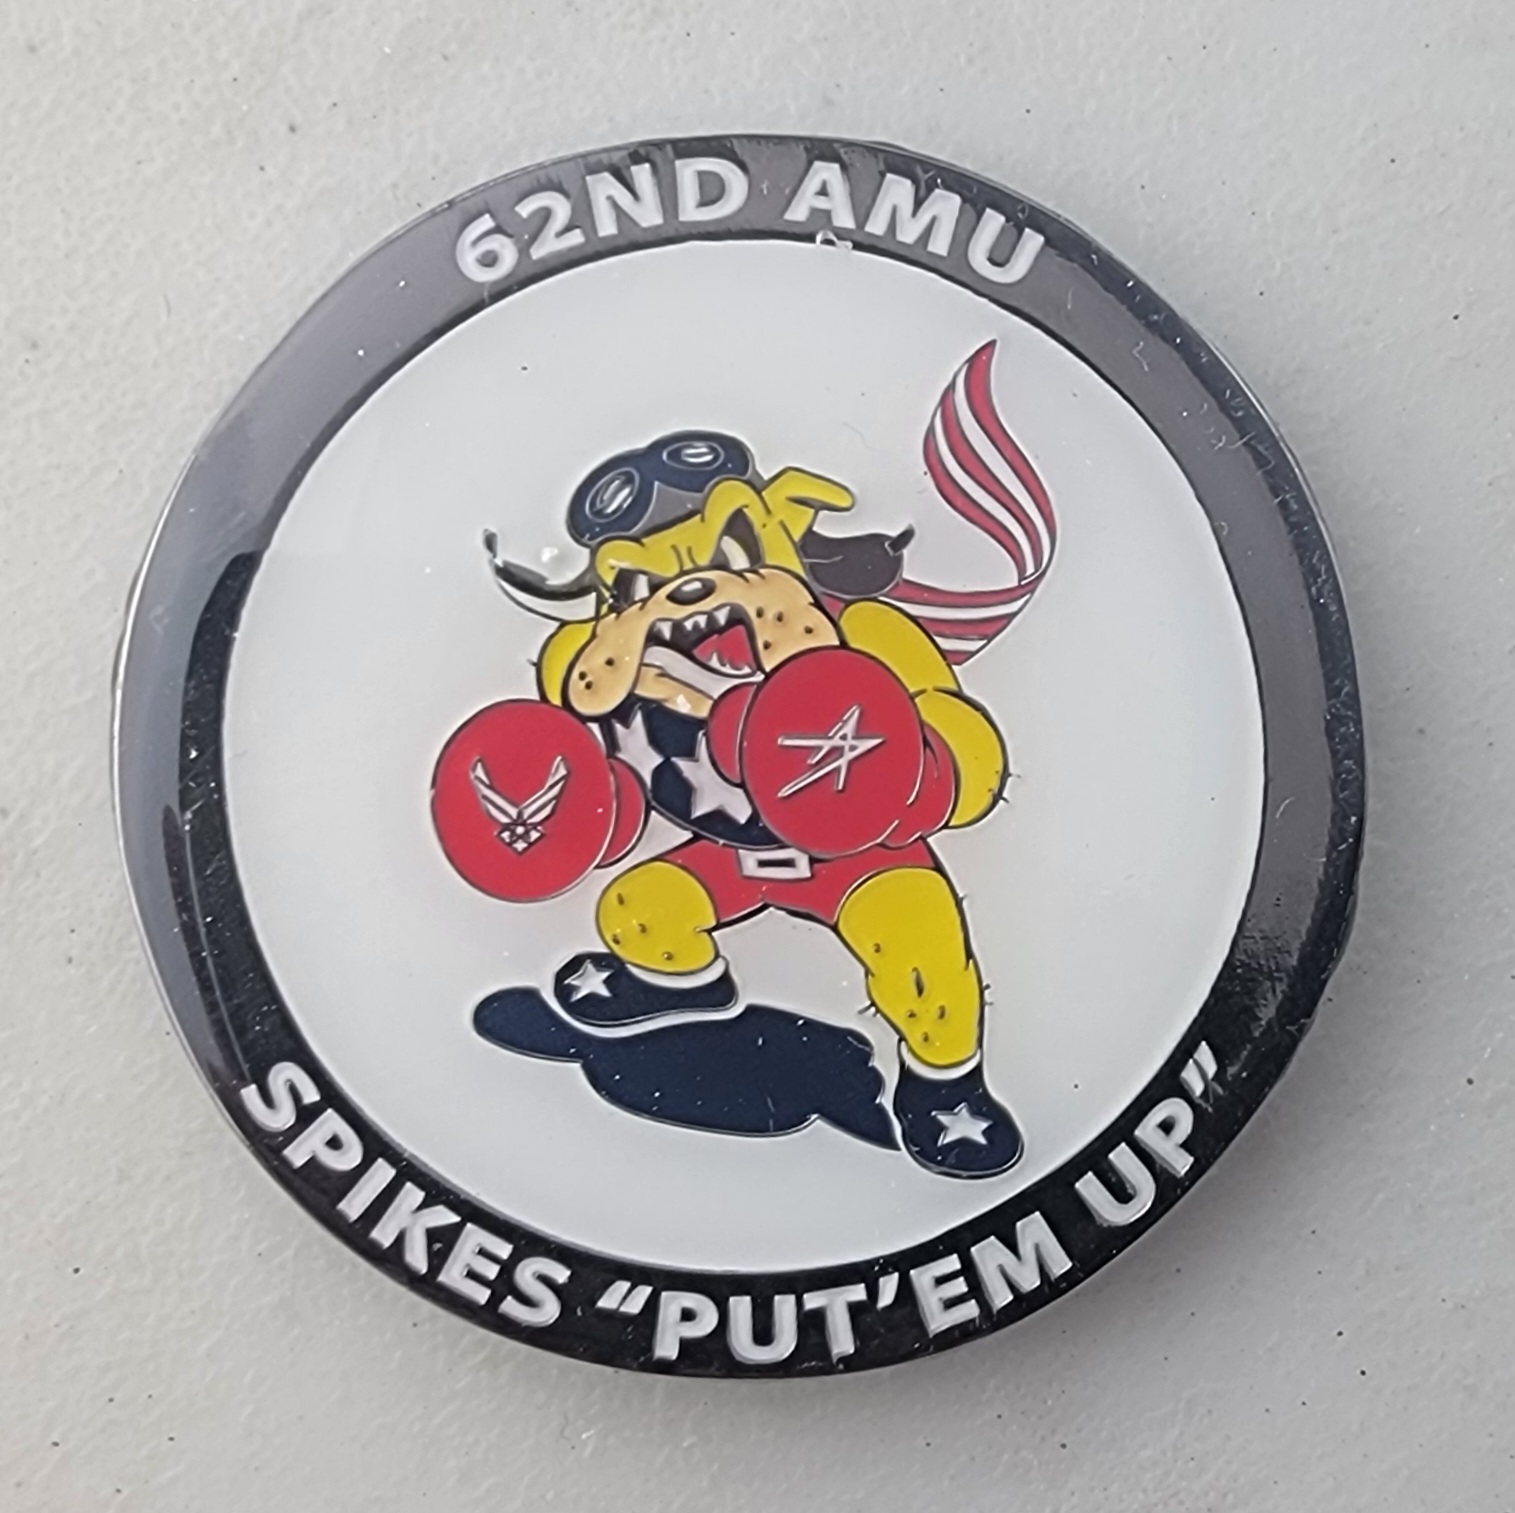 62ND AMU
SPIKES “PUT’EM UP”